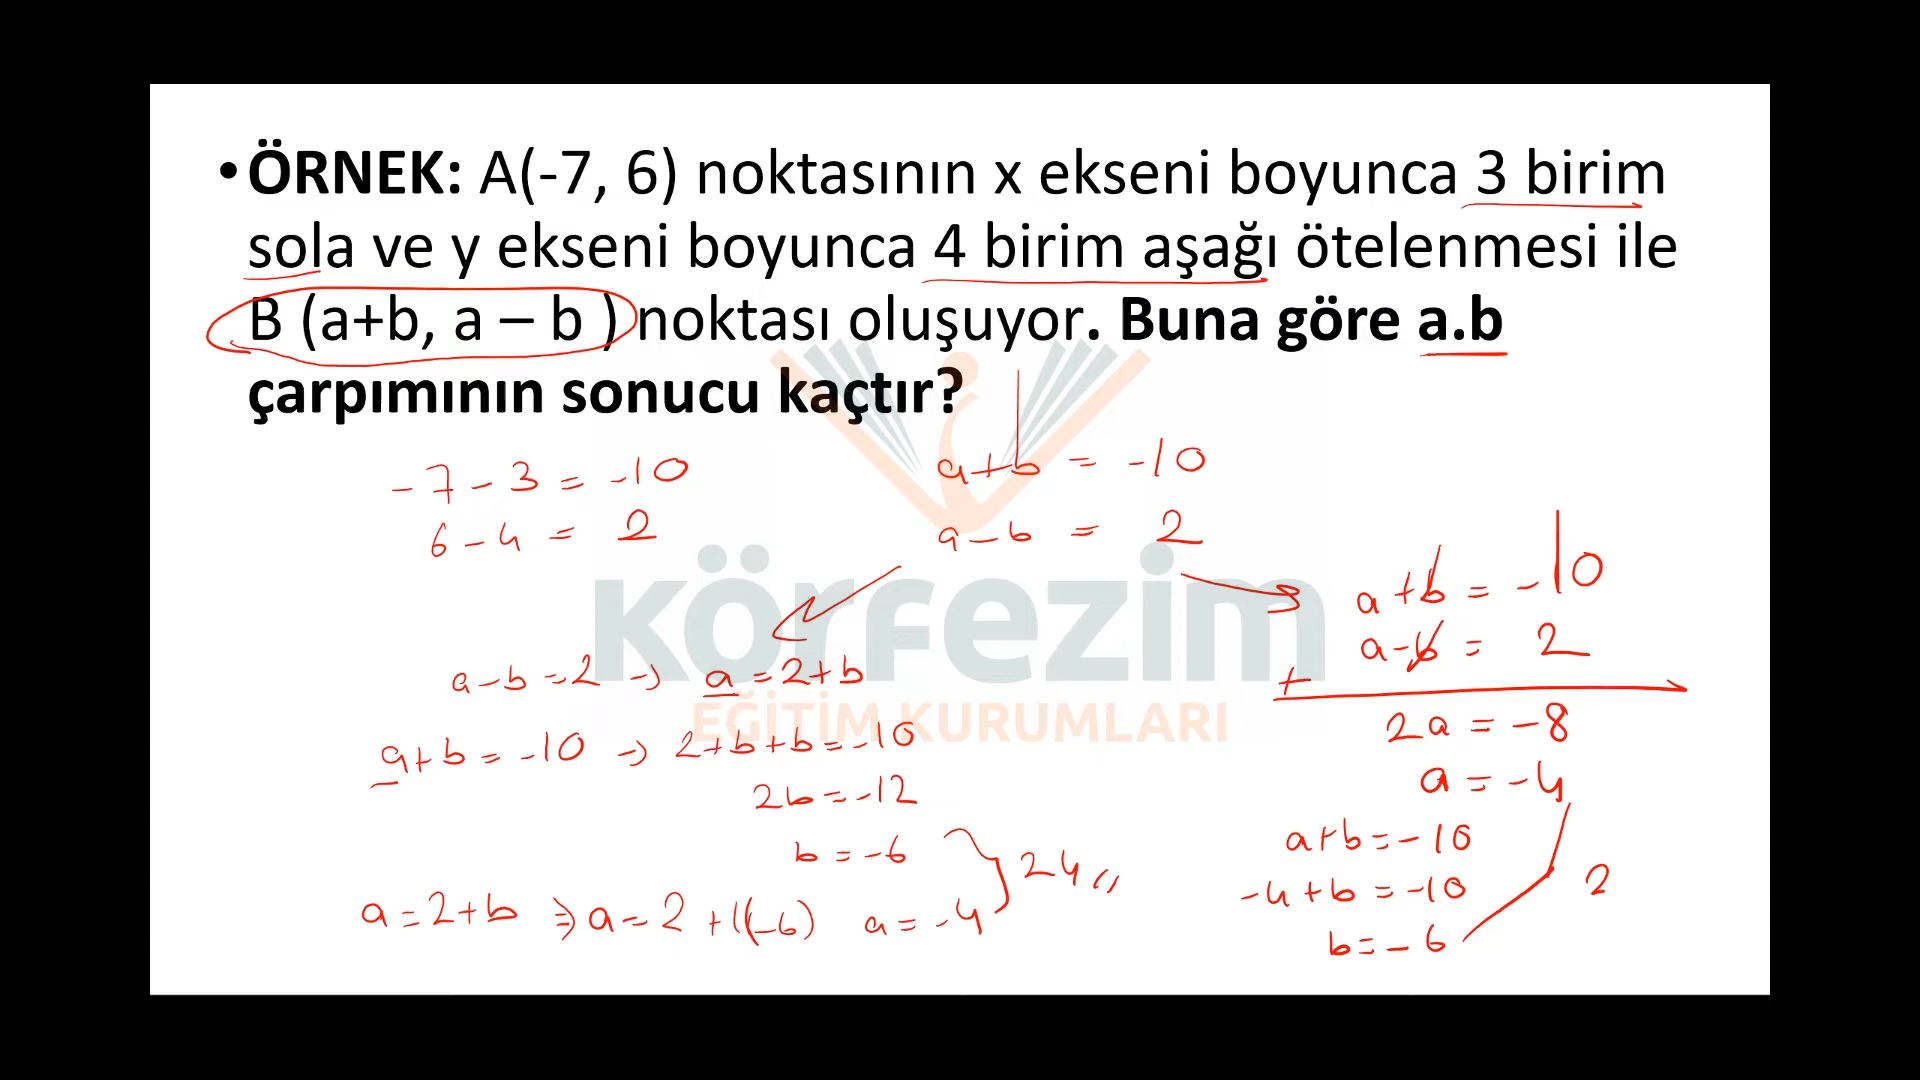 •ÖRNEK: A(-7, 6) noktasının x ekseni boyunca 3 birim
sola ve y ekseni boyunca 4 birim aşağı ötelenmesi ile
B (a+b, a – b ) noktası oluşuyor. Buna göre a.b
çarpımının sonucu kaçtır?
-7-3 = -10
6-4 = 2
a+b = -10
a-b = 2
körfezim
EĞİTİM KURUMLARI
a-b=2 → a=2+b
a+b=-10 → 2+b+b=-10
2b=-12
b=-6
a=2+b ⇒ a=2+1(-6) a=-4
24//
a+b=-10
a-b=2
+
2a=-8
a=-4
a+b=-10
-4+b=-10
b=-6
2